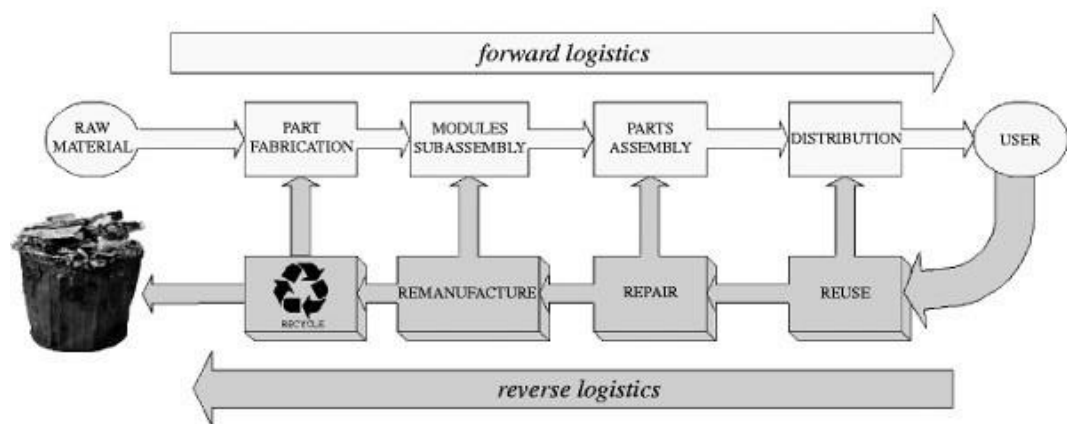 forward logistics
RAW
MATERIAL
PART
FABRICATION
MODULES
SUBASSEMBLY
PARTS
ASSEMBLY
DISTRIBUTION
USER
RECYCLE
REMANUFACTURE
REPAIR
REUSE
reverse logistics